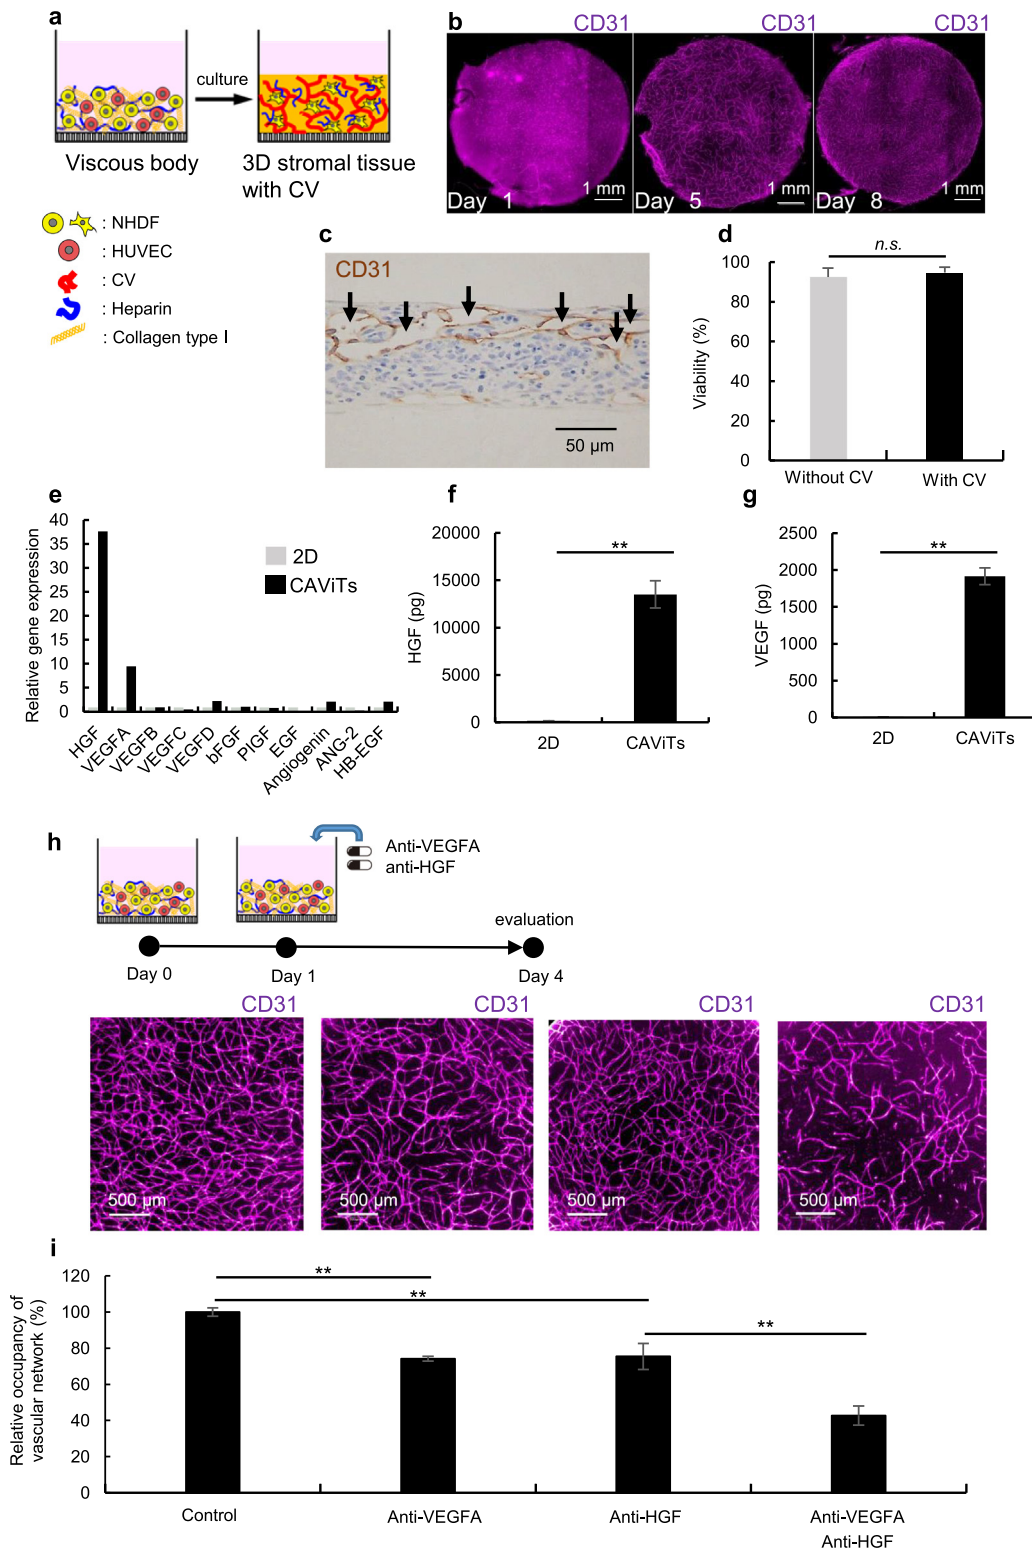 a
culture
Viscous body
3D stromal tissue
with CV
: NHDF
: HUVEC
: CV
: Heparin
: Collagen type I
b
CD31
CD31
CD31
Day 1
1 mm
Day 5
1 mm
Day 8
1 mm
c
CD31
50 µm
d
n.s.
Viability (%)
100
80
60
40
20
0
Without CV
With CV
e
Relative gene expression
40
35
30
25
20
15
10
5
0
2D
CAViTs
HGF
VEGFA
VEGFB
VEGFC
VEGFD
bFGF
PlGF
EGF
Angiogenin
ANG-2
HB-EGF
f
**
HGF (pg)
20000
15000
10000
5000
0
2D
CAViTs
g
**
VEGF (pg)
2500
2000
1500
1000
500
0
2D
CAViTs
h
Anti-VEGFA
anti-HGF
evaluation
Day 0
Day 1
Day 4
CD31
CD31
CD31
CD31
500 µm
500 µm
500 µm
500 µm
i
Relative occupancy of
vascular network (%)
120
100
80
60
40
20
0
**
**
**
Control
Anti-VEGFA
Anti-HGF
Anti-VEGFA
Anti-HGF